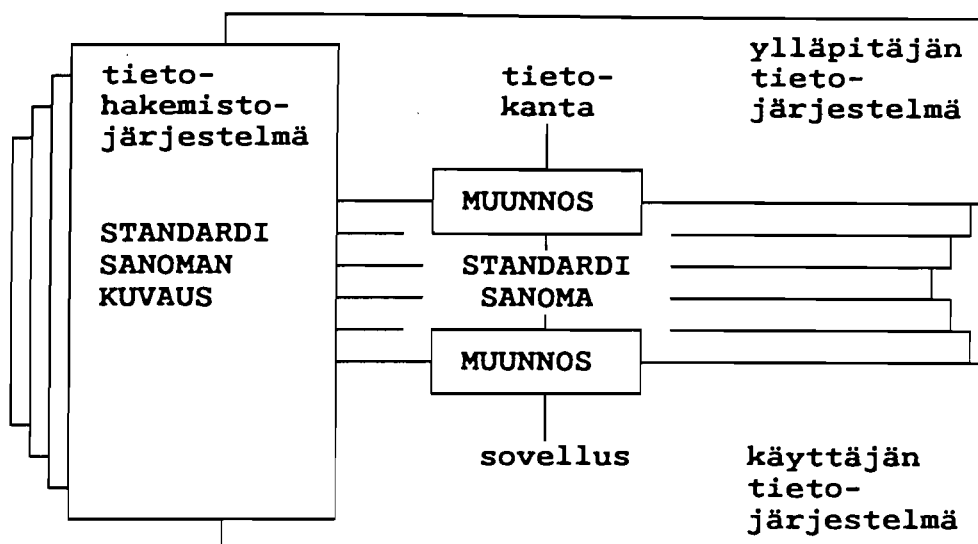 tieto-
hakemisto-
järjestelmä
STANDARDI
SANOMAN
KUVAUS
tieto-
kanta
MUUNNOS
STANDARDI
SANOMA
MUUNNOS
sovellus
ylläpitäjän
tieto-
järjestelmä
käyttäjän
tieto-
järjestelmä